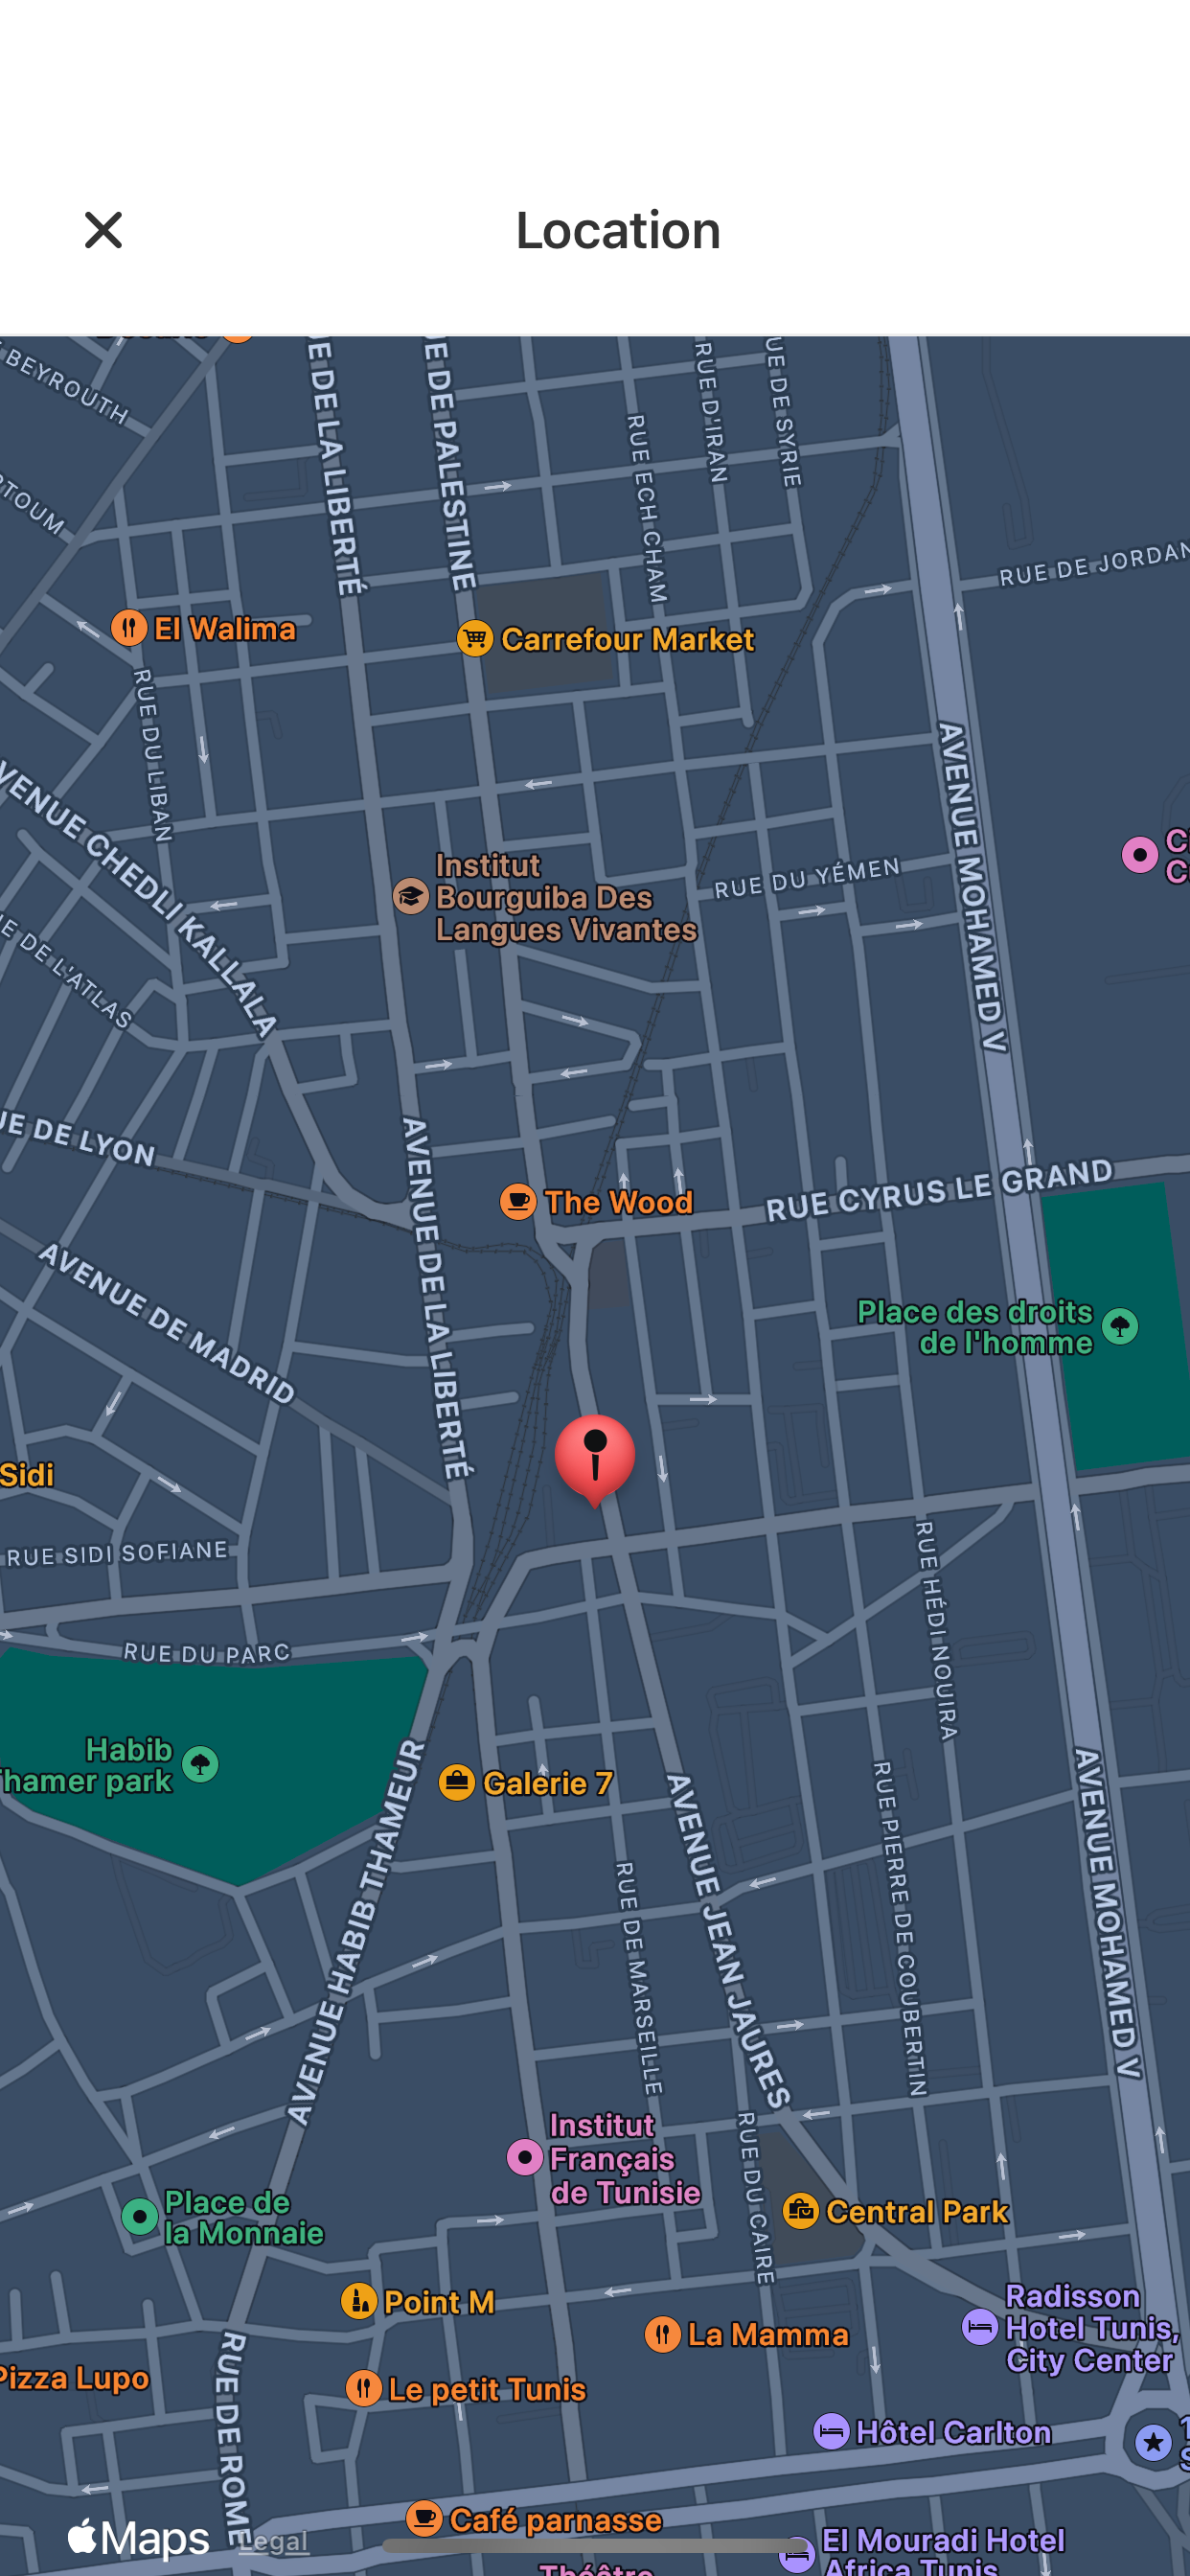 Location
BEYROUTH
E DE LA LIBERTÉ
E DE PALESTINE
RUE ECH CHAM
RUE D'IRAN
UE DE SYRIE
RTOUM
RUE DE JORDAN
El Walima
Carrefour Market
RUE DU LIBAN
VENUE CHEDLI KALLALA
AVENUE MOHAMED V
C
C
Institut
Bourguiba Des
Langues Vivantes
RUE DU YÉMEN
E DE L'ATLAS
UE DE LYON
AVENUE DE LA LIBERTÉ
The Wood
RUE CYRUS LE GRAND
AVENUE DE MADRID
Place des droits
de l'homme
Sidi
RUE SIDI SOFIANE
RUE HÉDI NOUIRA
RUE DU PARC
Habib
Thamer park
Galerie 7
AVENUE HABIB THAMEUR
AVENUE JEAN JAURES
RUE PIERRE DE COUBERTIN
AVENUE MOHAMED V
RUE DE MARSEILLE
Institut
Français
de Tunisie
RUE DU CAIRE
Place de
la Monnaie
Central Park
Point M
La Mamma
Radisson
Hotel Tunis,
City Center
Pizza Lupo
RUE DE ROME
Le petit Tunis
Hôtel Carlton
1
Café parnasse
Maps
Legal
El Mouradi Hotel
Africa Tunis
Théâtre